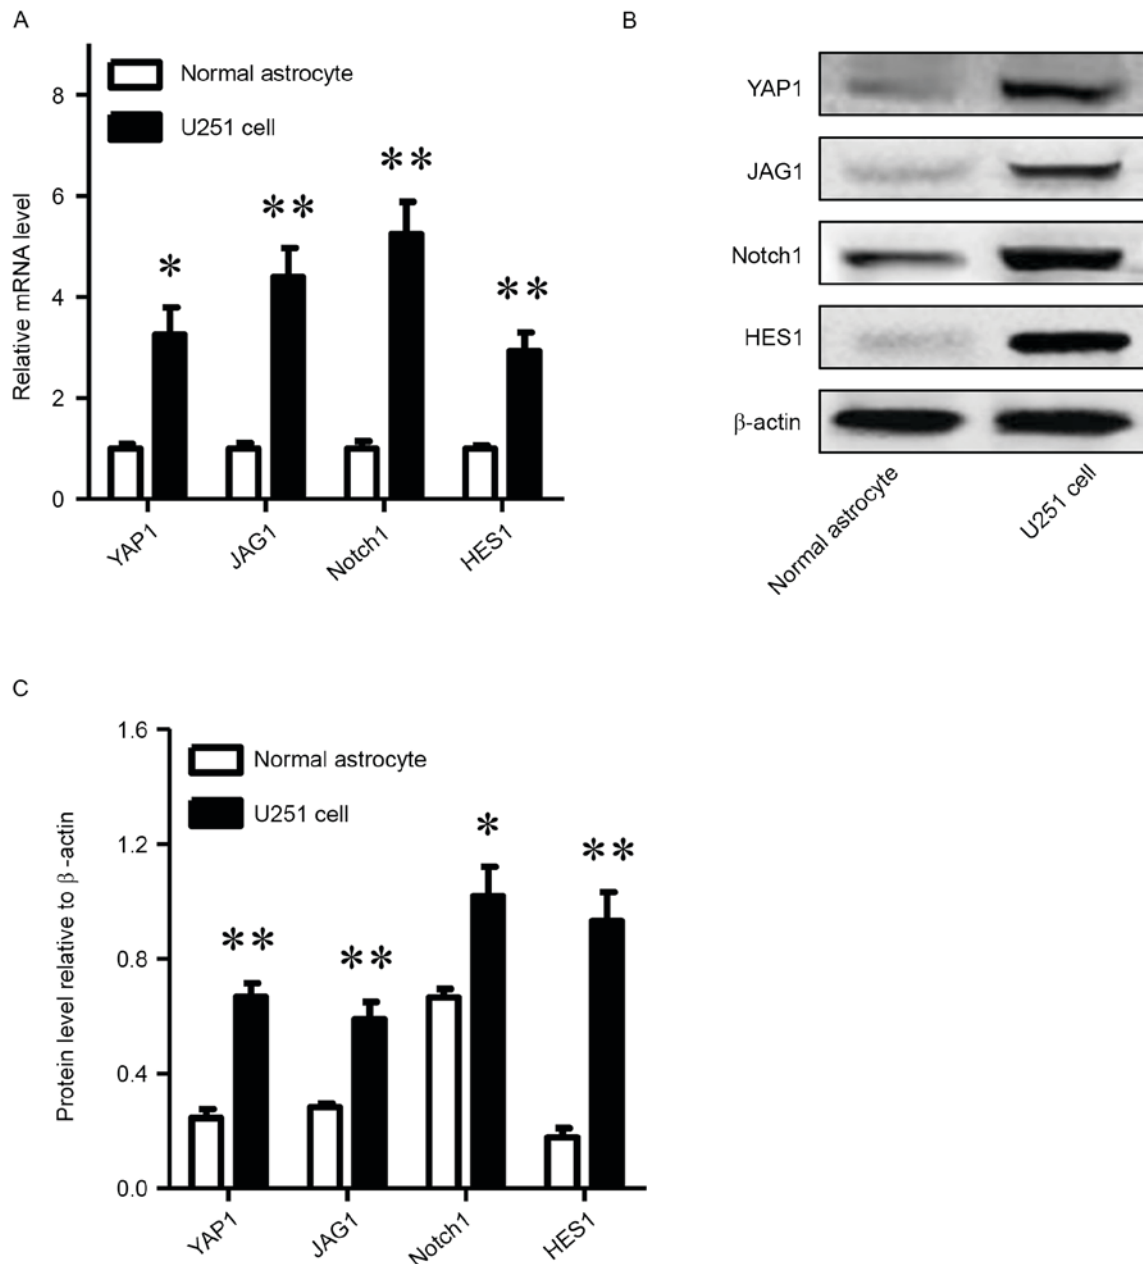 A
Normal astrocyte
U251 cell
**
**
*
**
8
6
4
2
0
Relative mRNA level
YAP1
JAG1
Notch1
HES1
B
YAP1
JAG1
Notch1
HES1
β-actin
Normal astrocyte
U251 cell
C
Normal astrocyte
U251 cell
*
**
**
**
1.6
1.2
0.8
0.4
0.0
Protein level relative to β -actin
YAP1
JAG1
Notch1
HES1